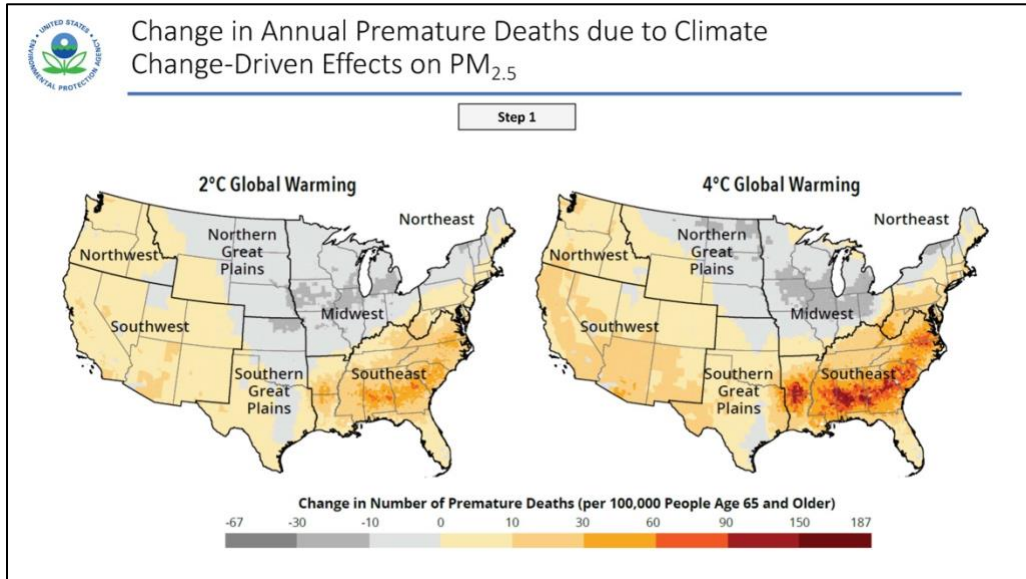 UNITED STATES
ENVIRONMENTAL PROTECTION AGENCY
Change in Annual Premature Deaths due to Climate
Change-Driven Effects on PM2.5
Step 1
2°C Global Warming
Northwest
Northern
Great
Plains
Northeast
Midwest
Southwest
Southern
Great
Plains
Southeast
4°C Global Warming
Northwest
Northern
Great
Plains
Northeast
Midwest
Southwest
Southern
Great
Plains
Southeast
Change in Number of Premature Deaths (per 100,000 People Age 65 and Older)
-67 -30 -10 0 10 30 60 90 150 187